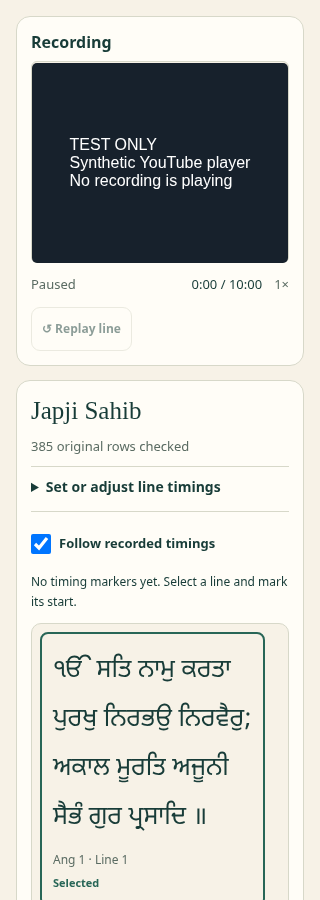 Recording
TEST ONLY
Synthetic YouTube player
No recording is playing
Paused 0:00 / 10:00 1×
↺ Replay line
Japji Sahib
385 original rows checked
▶ Set or adjust line timings
Follow recorded timings
No timing markers yet. Select a line and mark
its start.
ੴ ਸਤਿ ਨਾਮੁ ਕਰਤਾ
ਪੁਰਖੁ ਨਿਰਭਉ ਨਿਰਵੈਰੁ;
ਅਕਾਲ ਮੂਰਤਿ ਅਜੂਨੀ
ਸੈਭੰ ਗੁਰ ਪ੍ਰਸਾਦਿ ॥
Ang 1 · Line 1
Selected